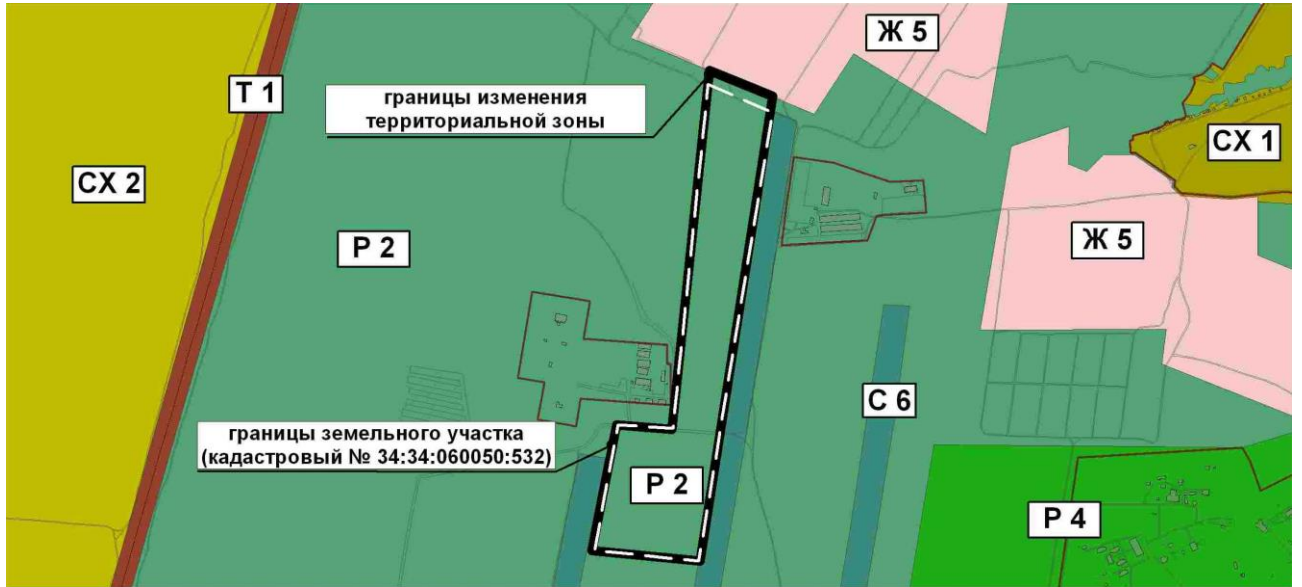 Ж 5
Т 1
границы изменения
территориальной зоны
СХ 1
СХ 2
Р 2
Ж 5
С 6
границы земельного участка
(кадастровый № 34:34:060050:532)
Р 2
Р 4